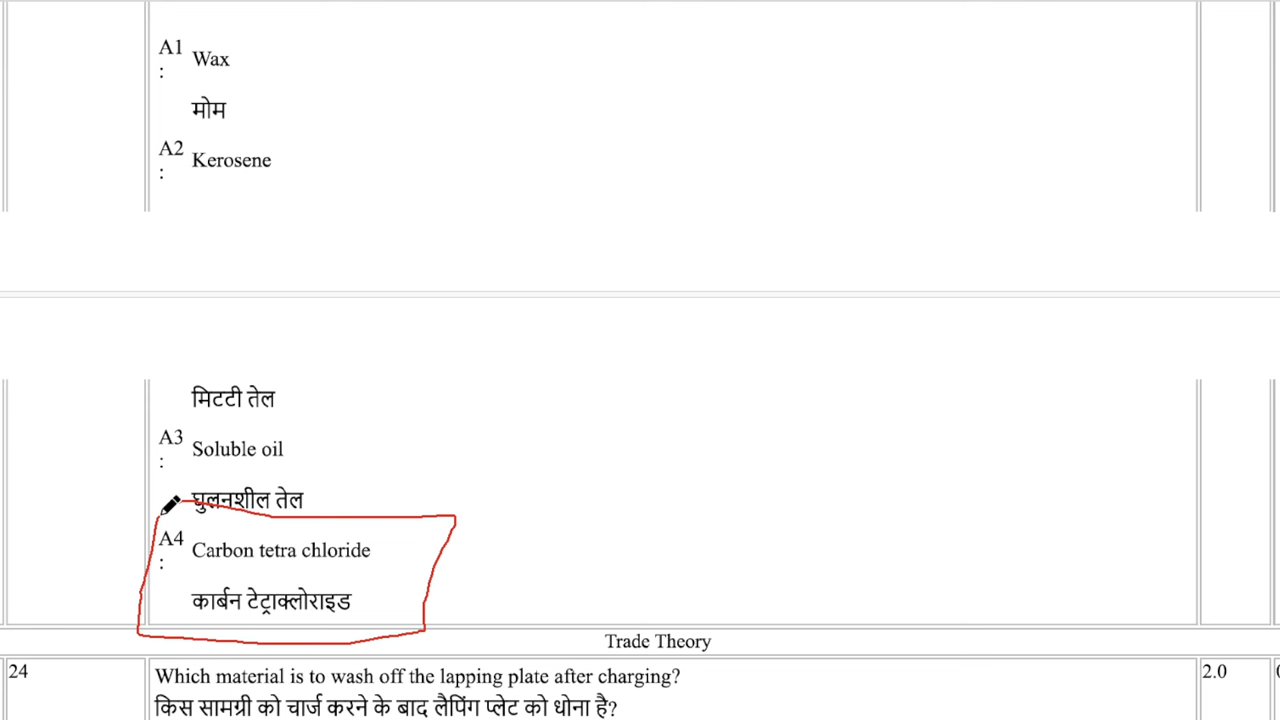 A1
:
Wax
मोम
A2
:
Kerosene
मिटटी तेल
A3
:
Soluble oil
घुलनशील तेल
A4
:
Carbon tetra chloride
कार्बन टेट्राक्लोराइड
Trade Theory
24
Which material is to wash off the lapping plate after charging?
2.0
किस सामग्री को चार्ज करने के बाद लैपिंग प्लेट को धोना है?